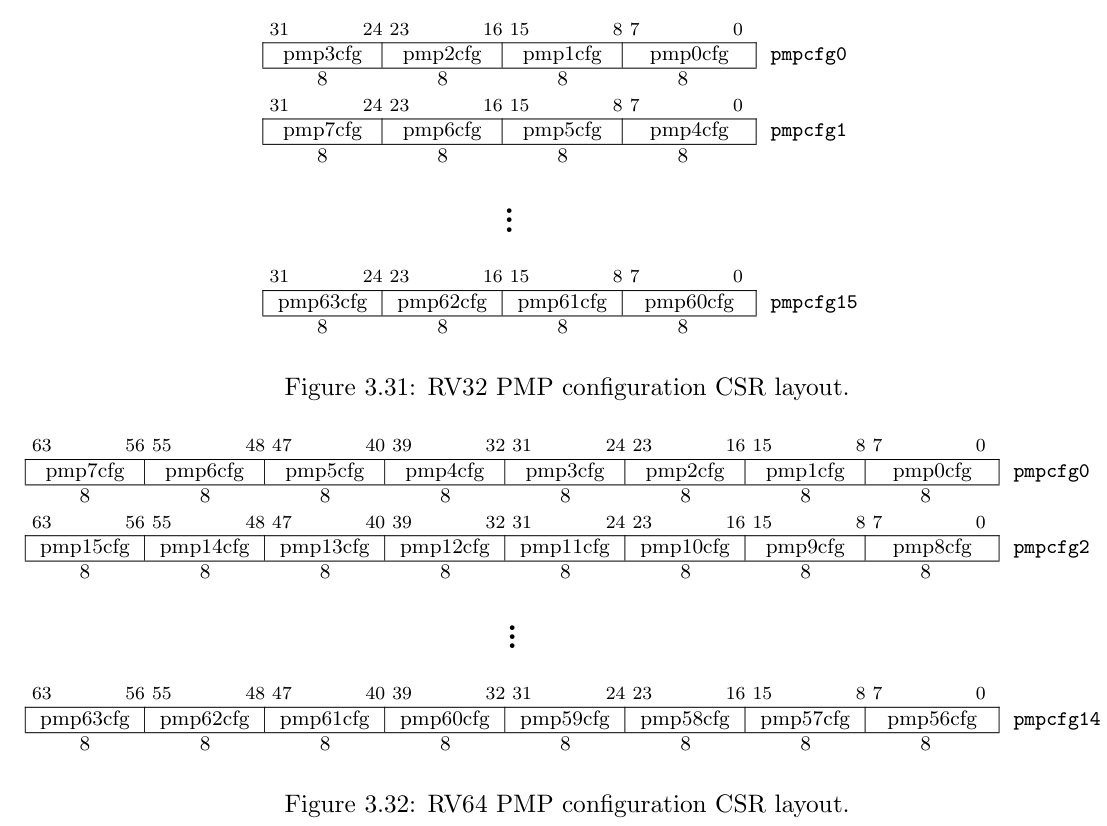 31 24 23 16 15 8 7 0
pmp3cfg pmp2cfg pmp1cfg pmp0cfg pmpcfg0
8 8 8 8
31 24 23 16 15 8 7 0
pmp7cfg pmp6cfg pmp5cfg pmp4cfg pmpcfg1
8 8 8 8
⋮
31 24 23 16 15 8 7 0
pmp63cfg pmp62cfg pmp61cfg pmp60cfg pmpcfg15
8 8 8 8
Figure 3.31: RV32 PMP configuration CSR layout.
63 56 55 48 47 40 39 32 31 24 23 16 15 8 7 0
pmp7cfg pmp6cfg pmp5cfg pmp4cfg pmp3cfg pmp2cfg pmp1cfg pmp0cfg pmpcfg0
8 8 8 8 8 8 8 8
63 56 55 48 47 40 39 32 31 24 23 16 15 8 7 0
pmp15cfg pmp14cfg pmp13cfg pmp12cfg pmp11cfg pmp10cfg pmp9cfg pmp8cfg pmpcfg2
8 8 8 8 8 8 8 8
⋮
63 56 55 48 47 40 39 32 31 24 23 16 15 8 7 0
pmp63cfg pmp62cfg pmp61cfg pmp60cfg pmp59cfg pmp58cfg pmp57cfg pmp56cfg pmpcfg14
8 8 8 8 8 8 8 8
Figure 3.32: RV64 PMP configuration CSR layout.